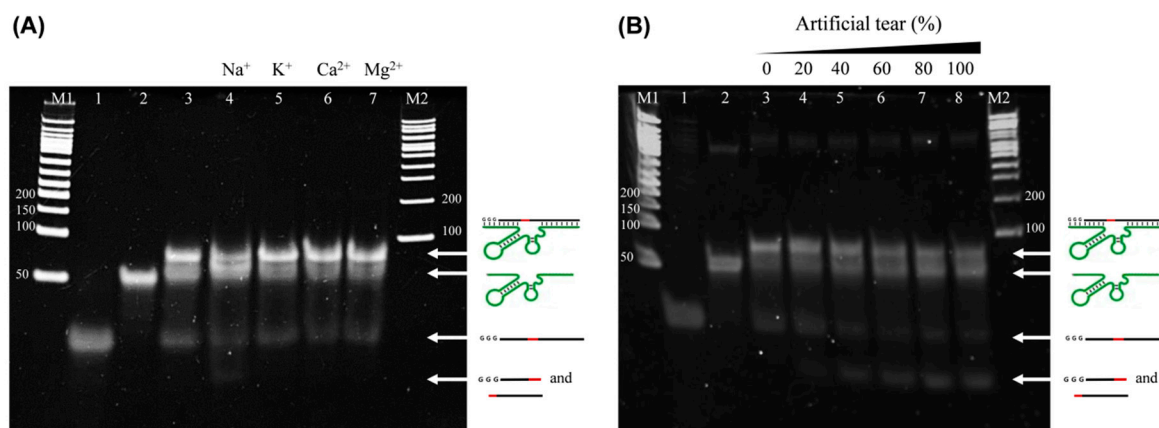 (A)
Na⁺ K⁺ Ca²⁺ Mg²⁺
M1 1 2 3 4 5 6 7 M2
200
150
100
50
200
100
GGG
GGG
GGG and
(B)
Artificial tear (%)
0 20 40 60 80 100
M1 1 2 3 4 5 6 7 8 M2
200
150
100
50
200
100
GGG
GGG
GGG and